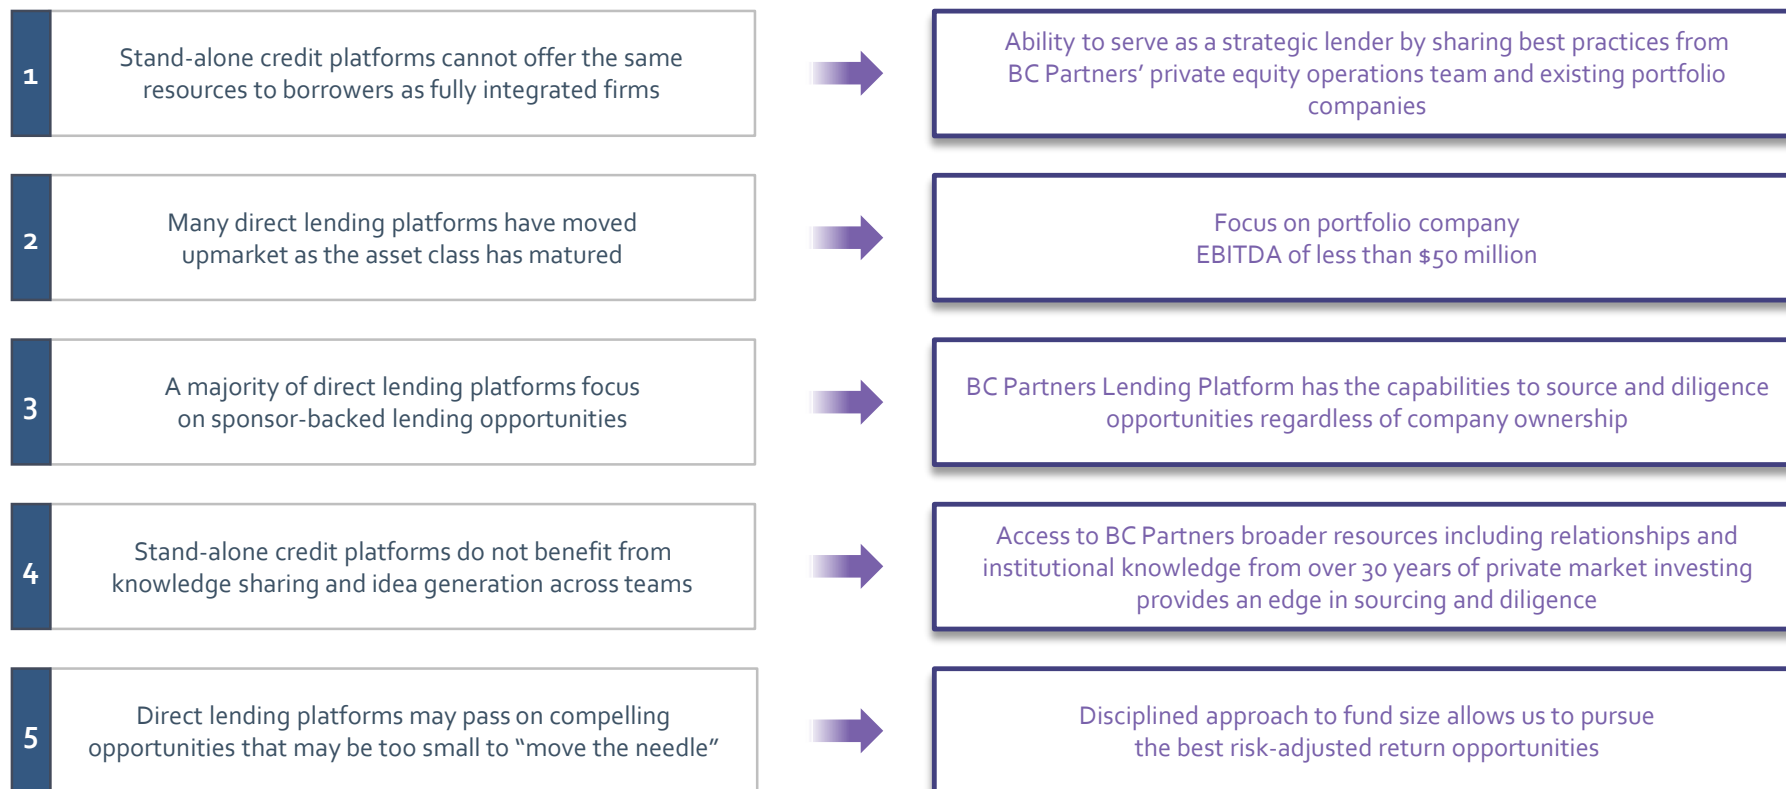 1
Stand-alone credit platforms cannot offer the same
resources to borrowers as fully integrated firms
Ability to serve as a strategic lender by sharing best practices from
BC Partners' private equity operations team and existing portfolio
companies
2
Many direct lending platforms have moved
upmarket as the asset class has matured
Focus on portfolio company
EBITDA of less than $50 million
3
A majority of direct lending platforms focus
on sponsor-backed lending opportunities
BC Partners Lending Platform has the capabilities to source and diligence
opportunities regardless of company ownership
4
Stand-alone credit platforms do not benefit from
knowledge sharing and idea generation across teams
Access to BC Partners broader resources including relationships and
institutional knowledge from over 30 years of private market investing
provides an edge in sourcing and diligence
5
Direct lending platforms may pass on compelling
opportunities that may be too small to “move the needle”
Disciplined approach to fund size allows us to pursue
the best risk-adjusted return opportunities